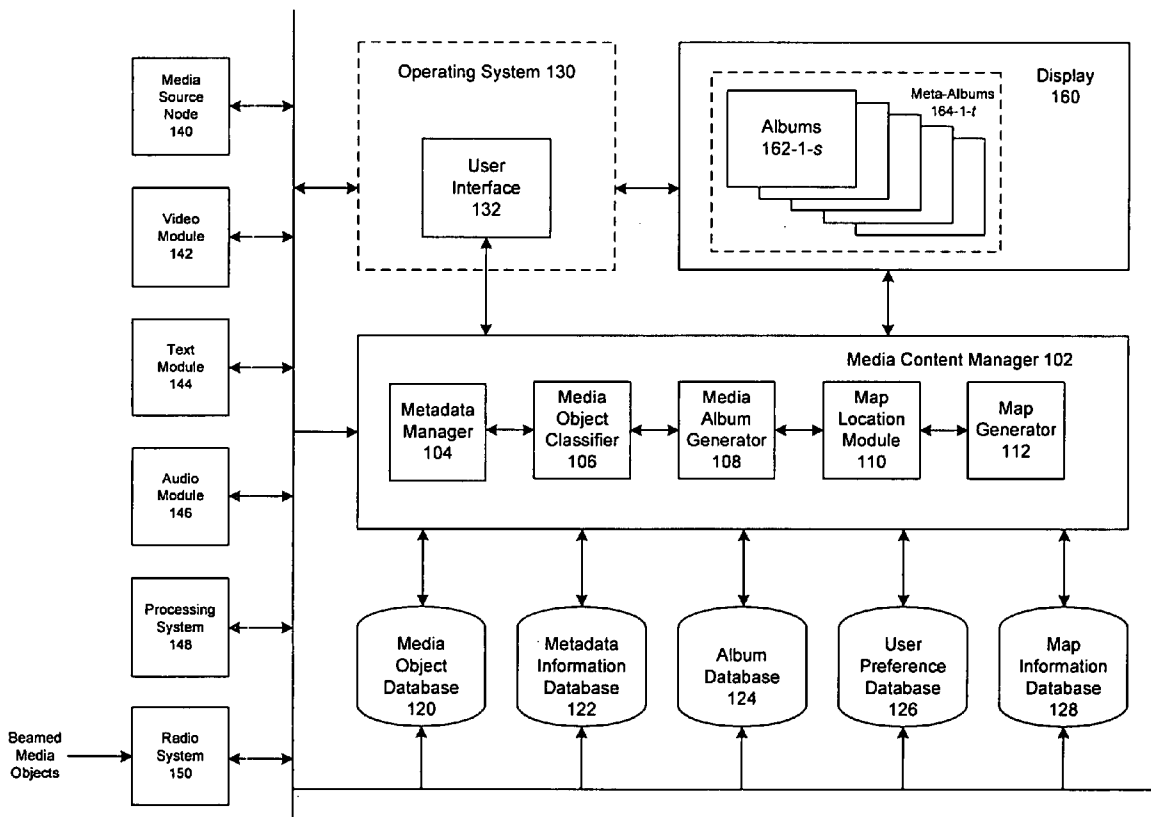 Media
Source
Node
140
Video
Module
142
Text
Module
144
Audio
Module
146
Processing
System
148
Beamed
Media
Objects
Radio
System
150
Operating System 130
User
Interface
132
Display
160
Meta-Albums
164-1-t
Albums
162-1-s
Media Content Manager 102
Metadata
Manager
104
Media
Object
Classifier
106
Media
Album
Generator
108
Map
Location
Module
110
Map
Generator
112
Media
Object
Database
120
Metadata
Information
Database
122
Album
Database
124
User
Preference
Database
126
Map
Information
Database
128